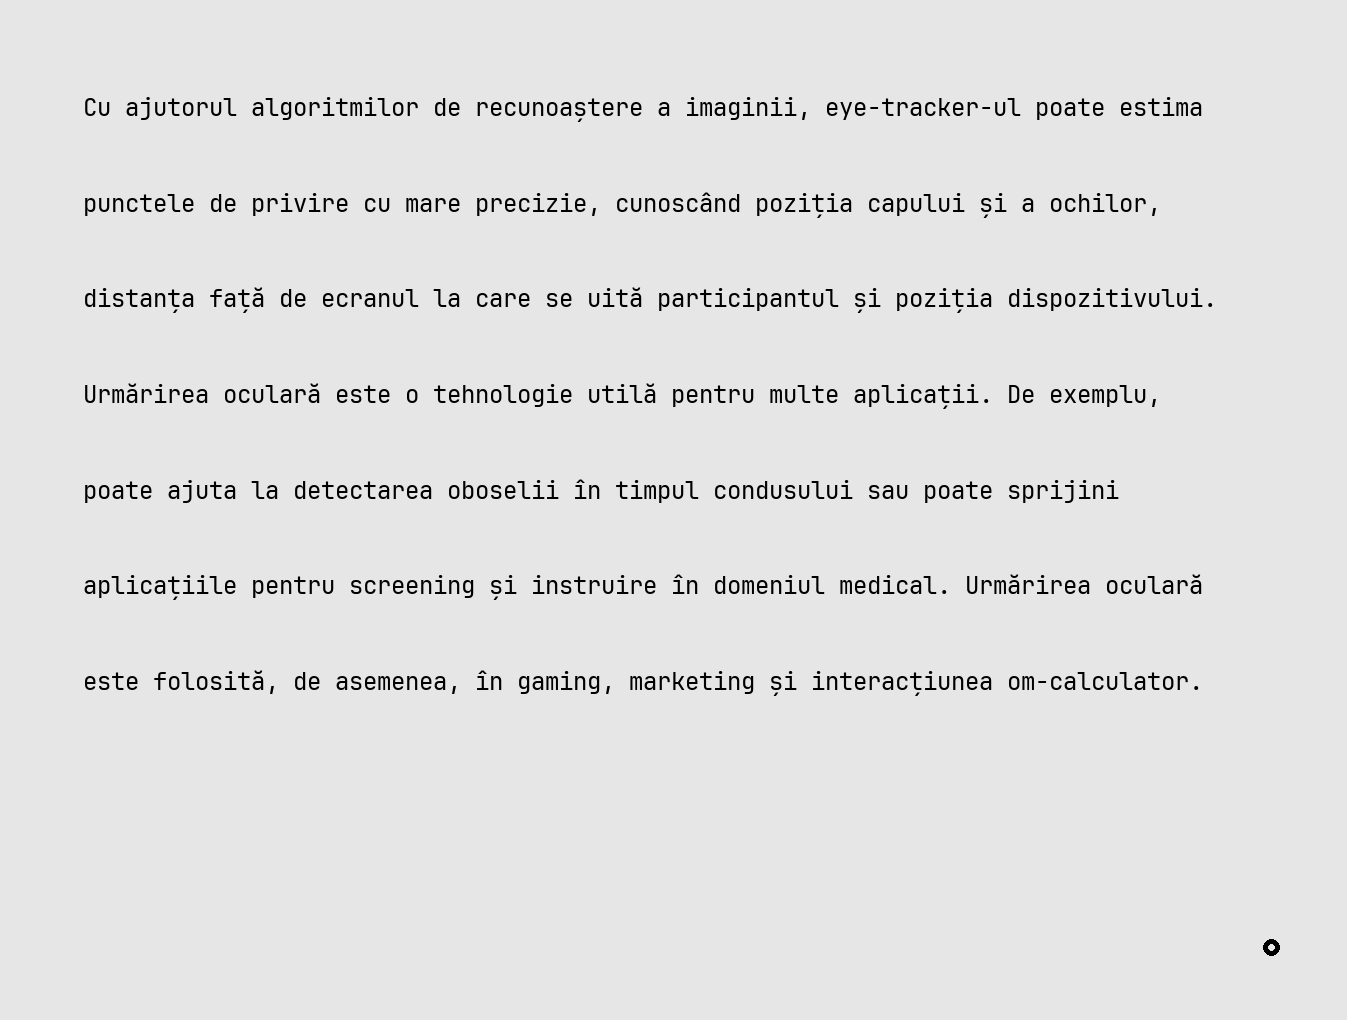 Cu ajutorul algoritmilor de recunoaștere a imaginii, eye-tracker-ul poate estima
punctele de privire cu mare precizie, cunoscând poziția capului și a ochilor,
distanța față de ecranul la care se uită participantul și poziția dispozitivului.
Urmărirea oculară este o tehnologie utilă pentru multe aplicații. De exemplu,
poate ajuta la detectarea oboselii în timpul condusului sau poate sprijini
aplicațiile pentru screening și instruire în domeniul medical. Urmărirea oculară
este folosită, de asemenea, în gaming, marketing și interacțiunea om-calculator.